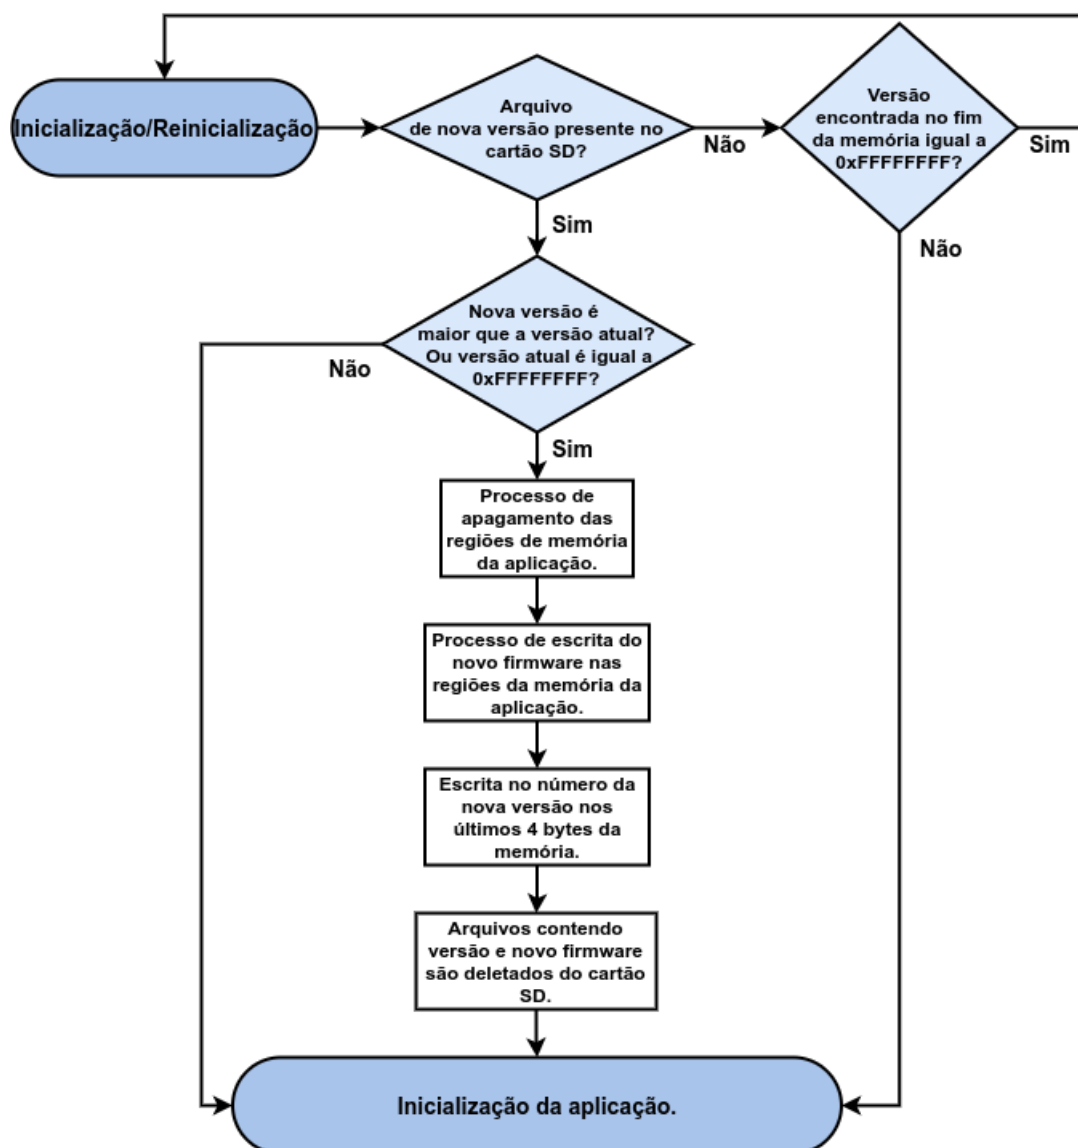 Inicialização/Reinicialização
Arquivo
de nova versão presente no
cartão SD?
Não
Versão
encontrada no fim
da memória igual a
0xFFFFFFFF?
Sim
Não
Sim
Nova versão é
maior que a versão atual?
Ou versão atual é igual a
0xFFFFFFFF?
Não
Sim
Processo de
apagamento das
regiões de memória
da aplicação.
Processo de escrita do
novo firmware nas
regiões da memória da
aplicação.
Escrita no número da
nova versão nos
últimos 4 bytes da
memória.
Arquivos contendo
versão e novo firmware
são deletados do cartão
SD.
Inicialização da aplicação.